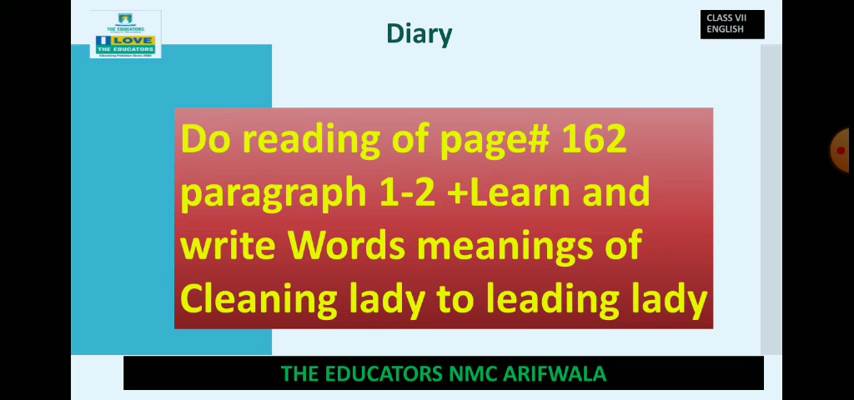 Diary
CLASS VII
ENGLISH
THE EDUCATORS
I LOVE
THE EDUCATORS
Do reading of page# 162
paragraph 1-2 +Learn and
write Words meanings of
Cleaning lady to leading lady
THE EDUCATORS NMC ARIFWALA